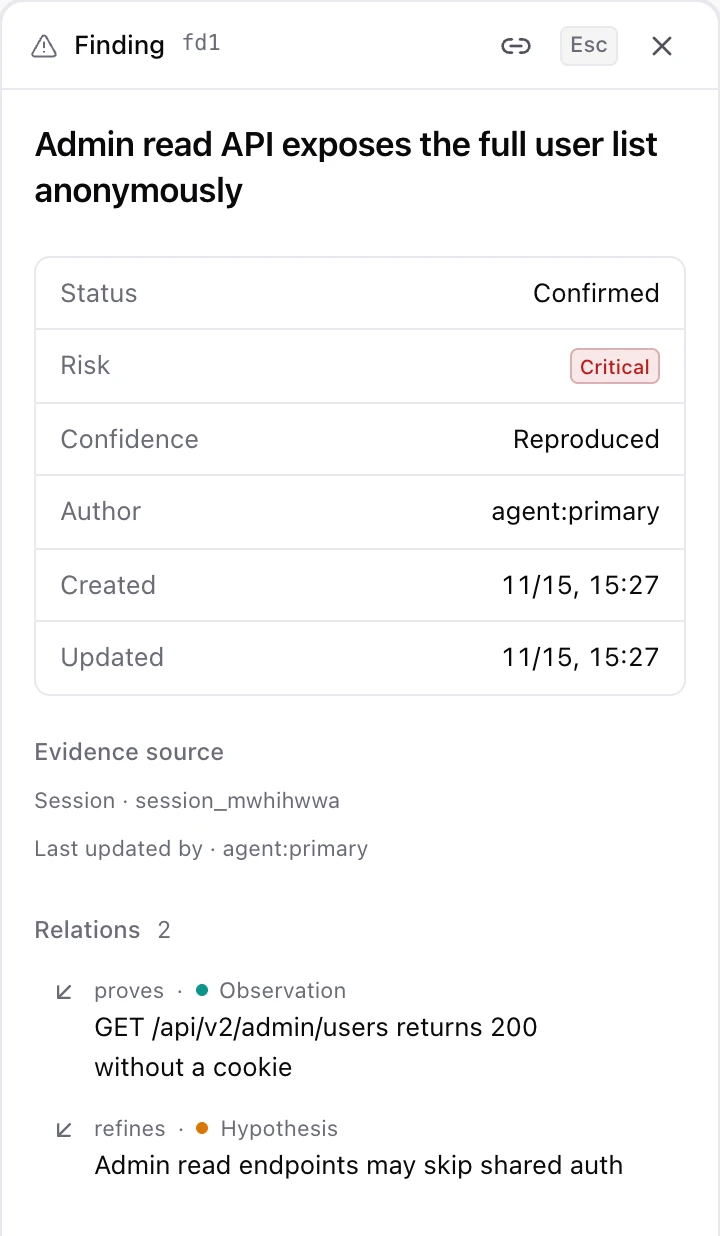 Finding fd1 Esc
Admin read API exposes the full user list
anonymously
Status Confirmed
Risk Critical
Confidence Reproduced
Author agent:primary
Created 11/15, 15:27
Updated 11/15, 15:27
Evidence source
Session · session_mwhihwwa
Last updated by · agent:primary
Relations 2
proves · Observation
GET /api/v2/admin/users returns 200
without a cookie
refines · Hypothesis
Admin read endpoints may skip shared auth